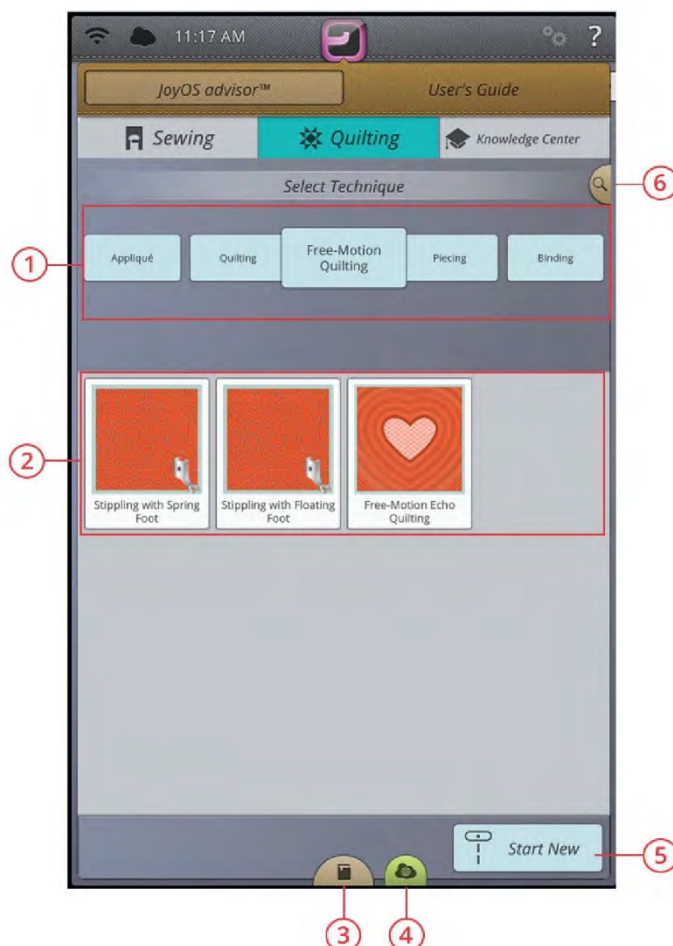 11:17 AM ?
JoyOS advisor™ User's Guide
Sewing Quilting Knowledge Center
Select Technique
6
1
Appliqué Quilting Free-Motion Quilting Piecing Binding
2
Stippling with Spring Foot
Stippling with Floating Foot
Free-Motion Echo Quilting
Start New
5
3 4